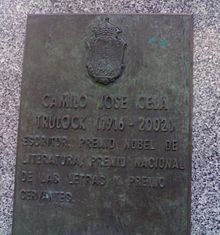 CAMILO JOSE CELA
TRULOCK (1916 - 2002)
ESCRITOR, PREMIO NOBEL DE
LITERATURA, PREMIO NACIONAL
DE LAS LETRAS Y PREMIO
CERVANTES.